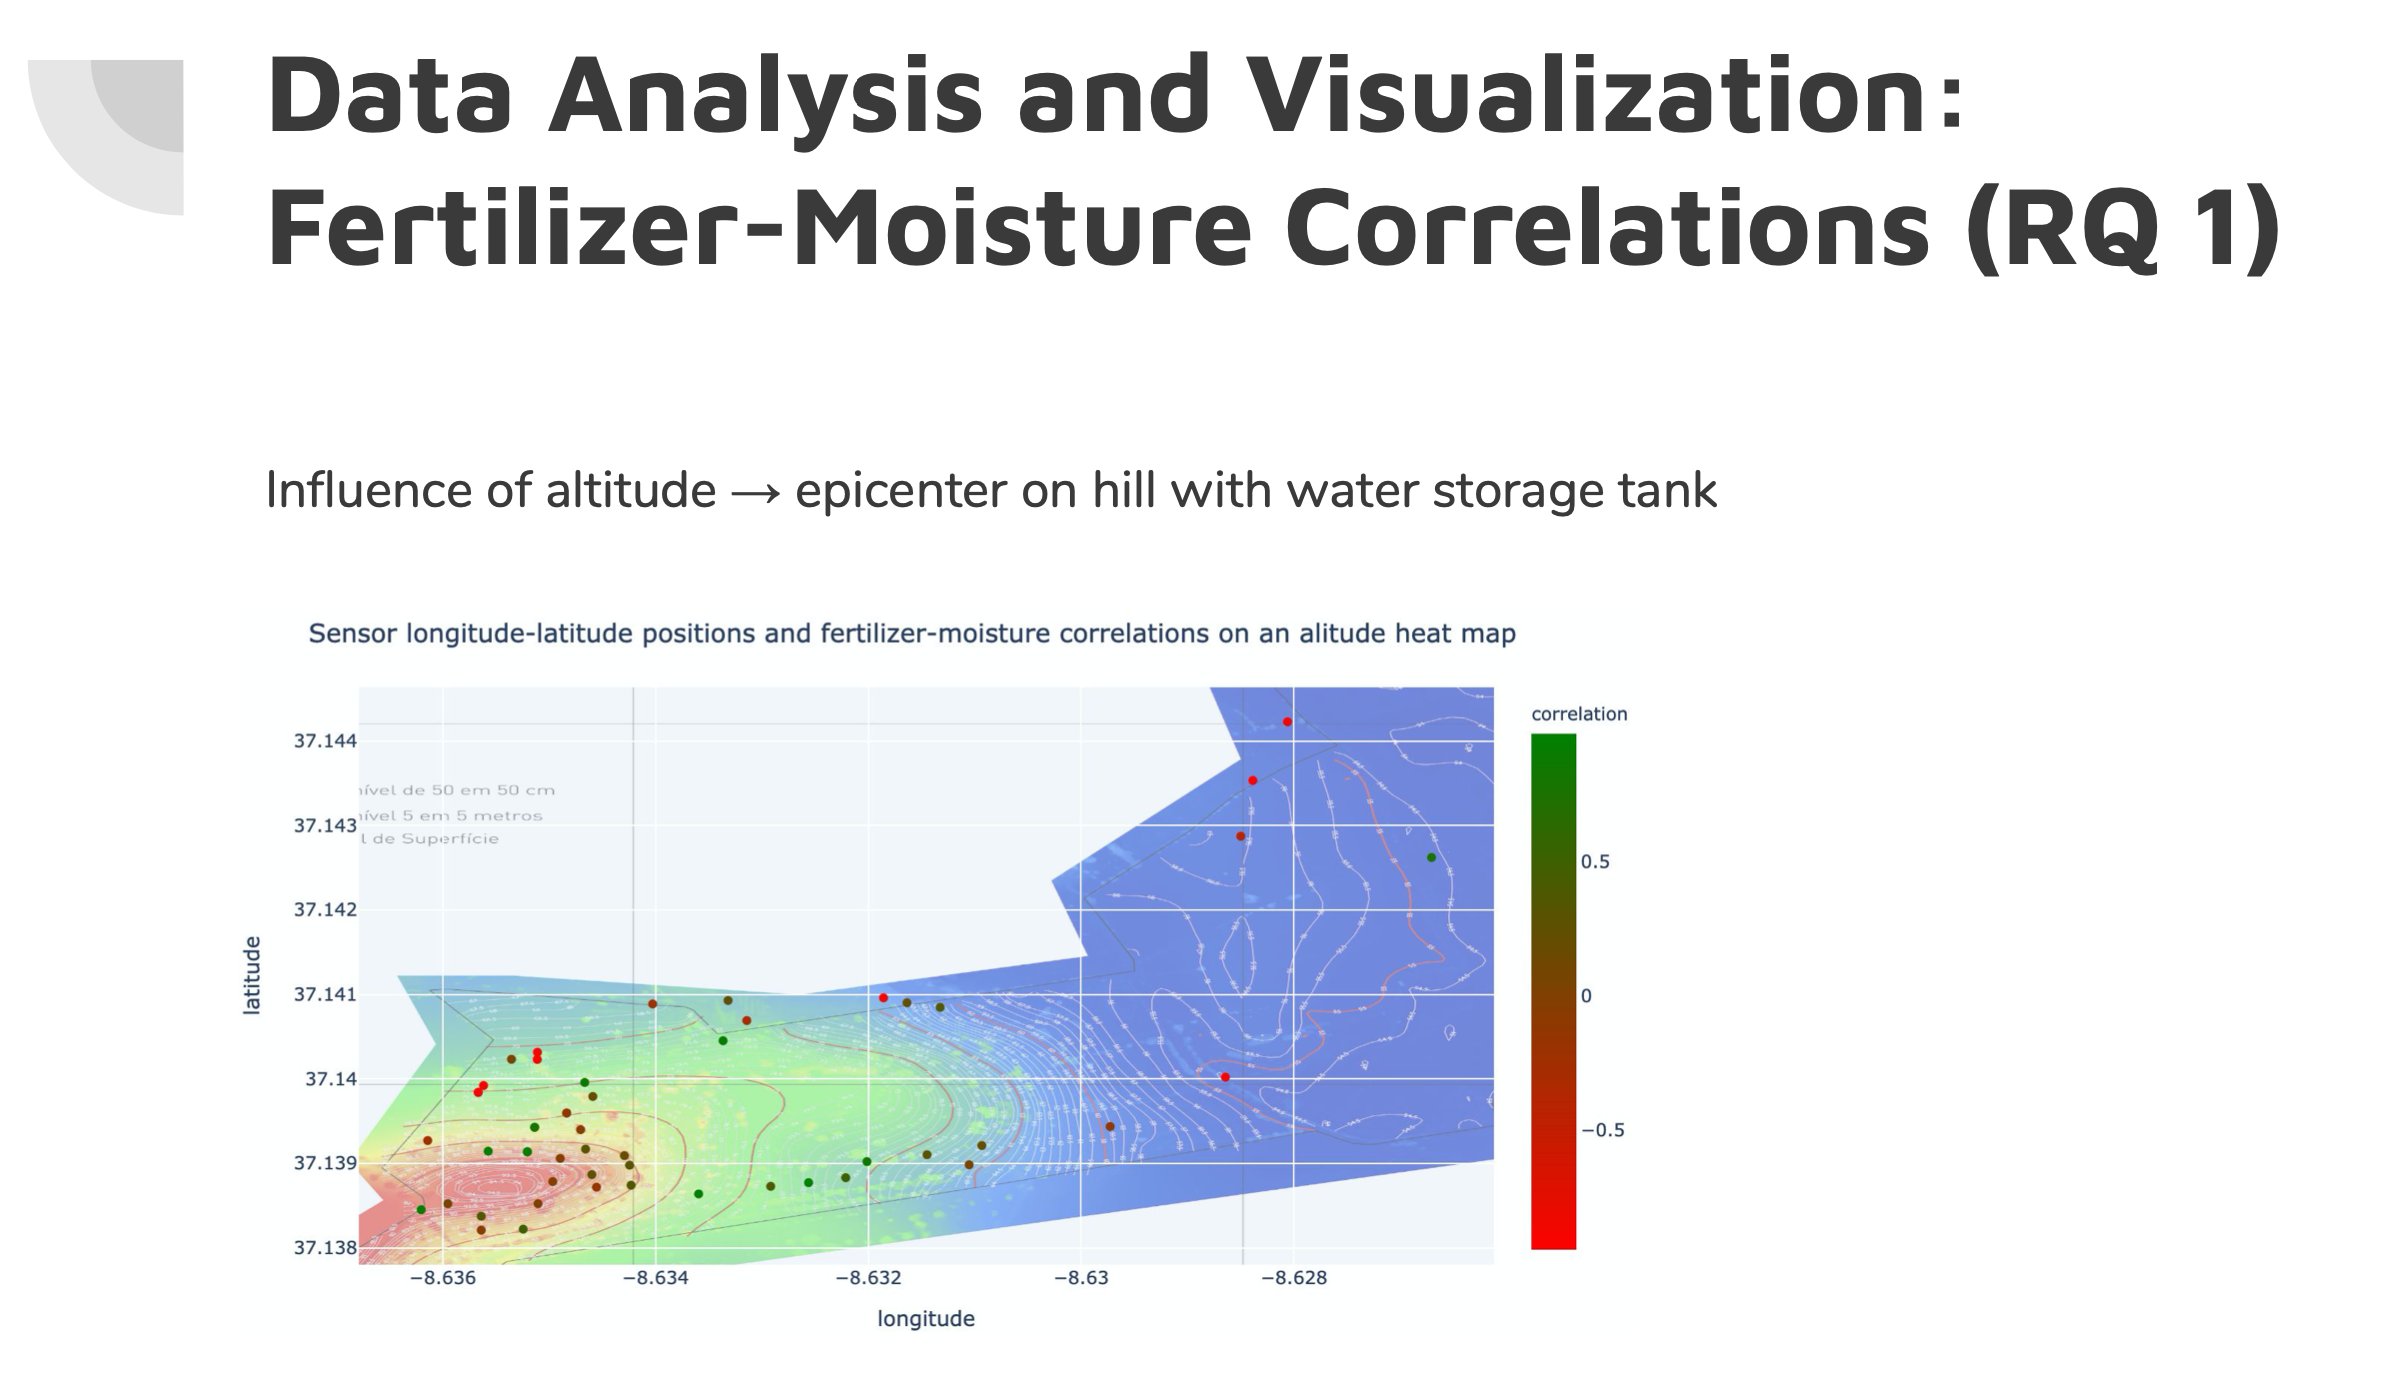 Data Analysis and Visualization:
Fertilizer-Moisture Correlations (RQ 1)
Influence of altitude → epicenter on hill with water storage tank
Sensor longitude-latitude positions and fertilizer-moisture correlations on an alitude heat map
correlation
37.144
nível de 50 em 50 cm
nível 5 em 5 metros
37.143
l de Superfície
0.5
37.142
0
latitude
37.141
37.14
−0.5
37.139
37.138
−8.636
−8.634
−8.632
−8.63
−8.628
longitude